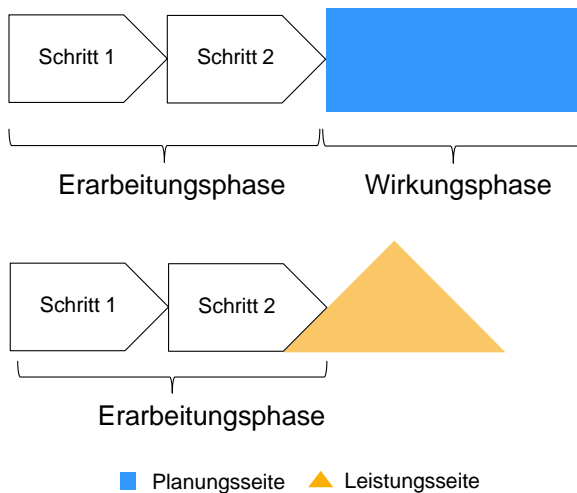 Schritt 1 Schritt 2
Erarbeitungsphase Wirkungsphase
Schritt 1 Schritt 2
Erarbeitungsphase
Planungsseite Leistungsseite